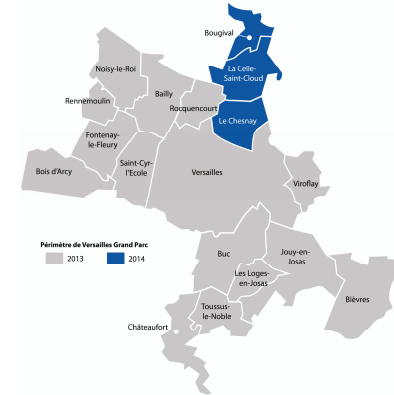 Bougival
La Celle-
Saint-Cloud
Noisy-le-Roi
Bailly
Rennemoulin
Rocquencourt
Le Chesnay
Fontenay-
le-Fleury
Saint-Cyr-
l'Ecole
Bois d'Arcy
Versailles
Viroflay
Périmètre de Versailles Grand Parc
2013
2014
Buc
Jouy-en-
Josas
Les Loges-
en-Josas
Bièvres
Toussus-
le-Noble
Châteaufort